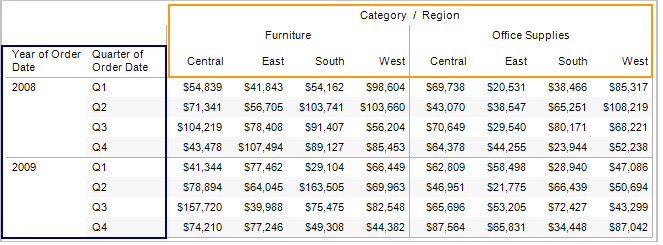 Category / Region
Furniture Office Supplies
Year of Order Date Quarter of Order Date Central East South West Central East South West
2008 Q1 $54,839 $41,843 $54,162 $98,604 $69,738 $20,531 $38,466 $85,317
Q2 $71,341 $56,705 $103,741 $103,660 $43,070 $38,547 $65,251 $108,219
Q3 $104,219 $78,408 $91,407 $56,204 $70,649 $29,540 $80,171 $68,221
Q4 $43,478 $107,494 $89,127 $85,453 $64,378 $44,255 $23,944 $52,238
2009 Q1 $41,344 $77,462 $29,104 $66,449 $62,809 $58,498 $28,940 $47,086
Q2 $78,894 $64,045 $163,505 $69,963 $46,951 $21,775 $66,439 $50,694
Q3 $157,720 $39,988 $75,475 $82,548 $65,696 $53,205 $72,427 $43,299
Q4 $74,210 $77,246 $49,308 $44,382 $87,564 $65,831 $34,448 $87,042